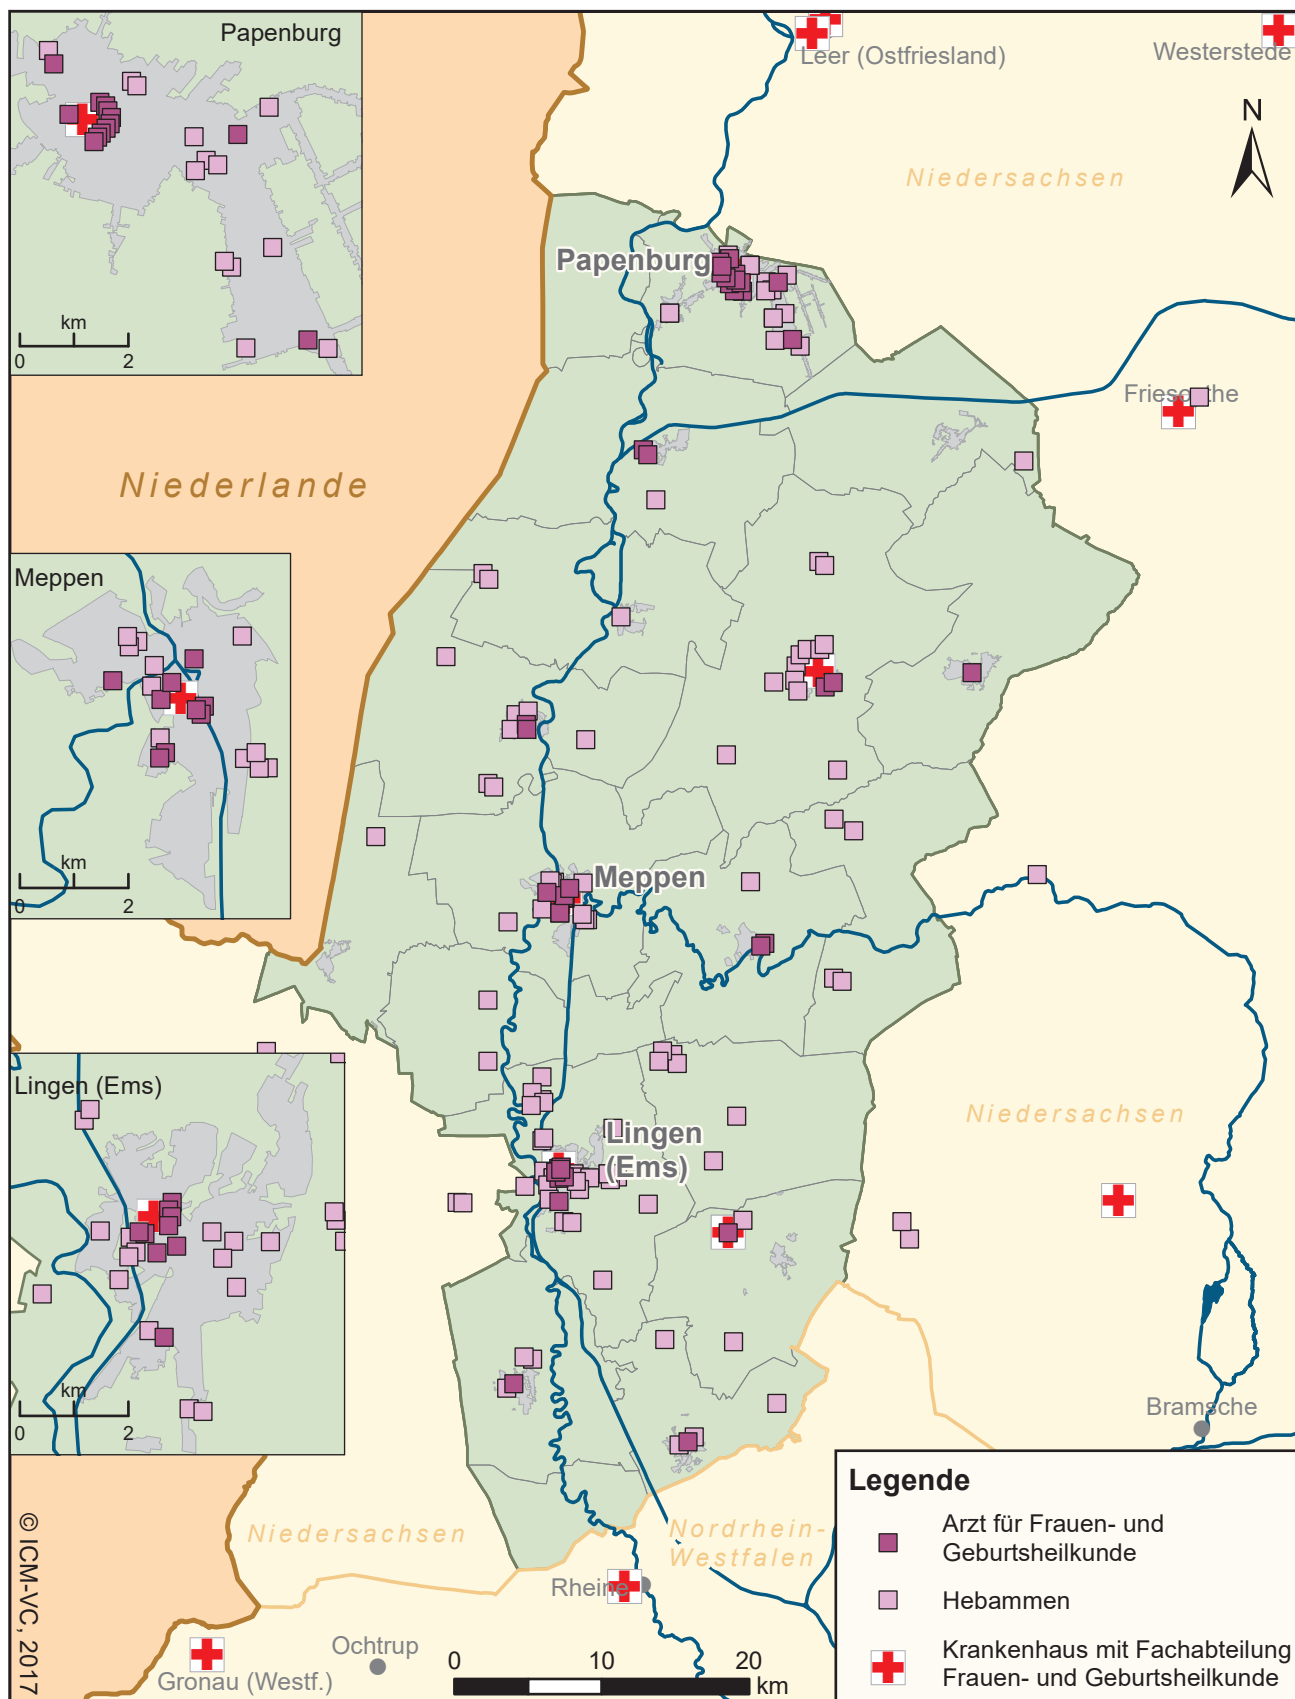 Papenburg
km
0 2
Leer (Ostfriesland)
Westerstede
N
Niedersachsen
Papenburg
Friesoythe
Niederlande
Meppen
km
0 2
Meppen
Lingen (Ems)
km
0 2
Lingen
(Ems)
Niedersachsen
Bramsche
Niedersachsen
Nordrhein-
Westfalen
Rheine
Ochtrup
Gronau (Westf.)
0 10 20
km
© ICM-VC, 2017
Legende
Arzt für Frauen- und
Geburtsheilkunde
Hebammen
Krankenhaus mit Fachabteilung
Frauen- und Geburtsheilkunde